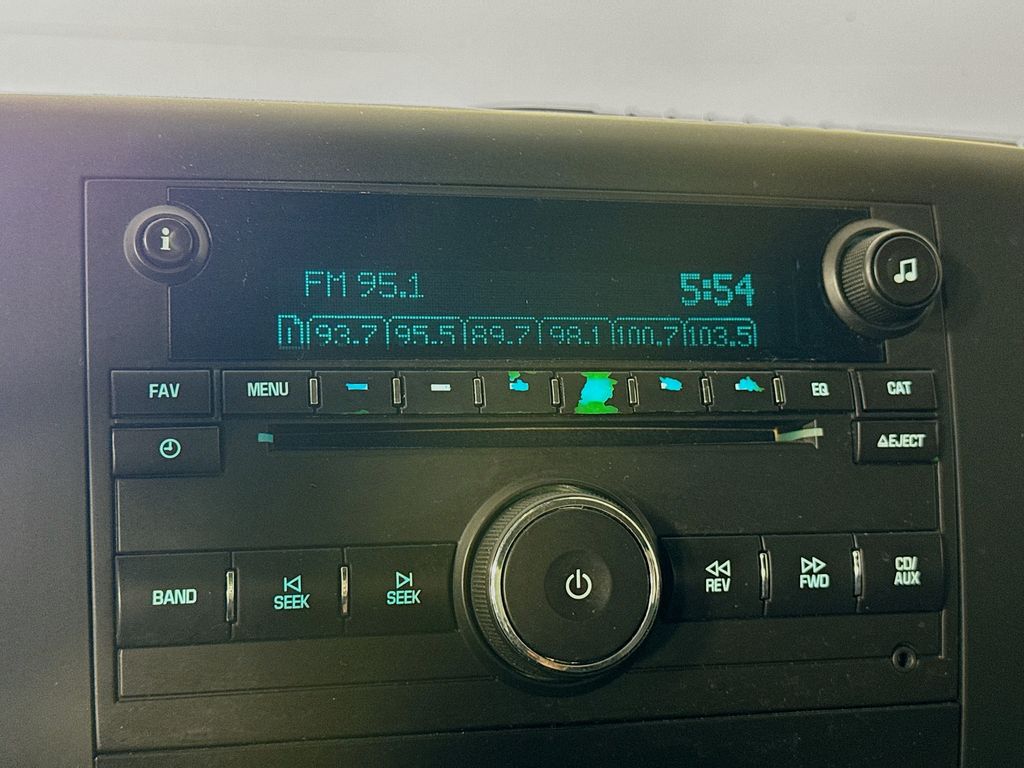 i
FM 95.1 5:54
1 93.7 95.5 89.7 98.1 100.7 103.5
FAV MENU EQ CAT
EJECT
BAND SEEK SEEK REV FWD CD/
AUX